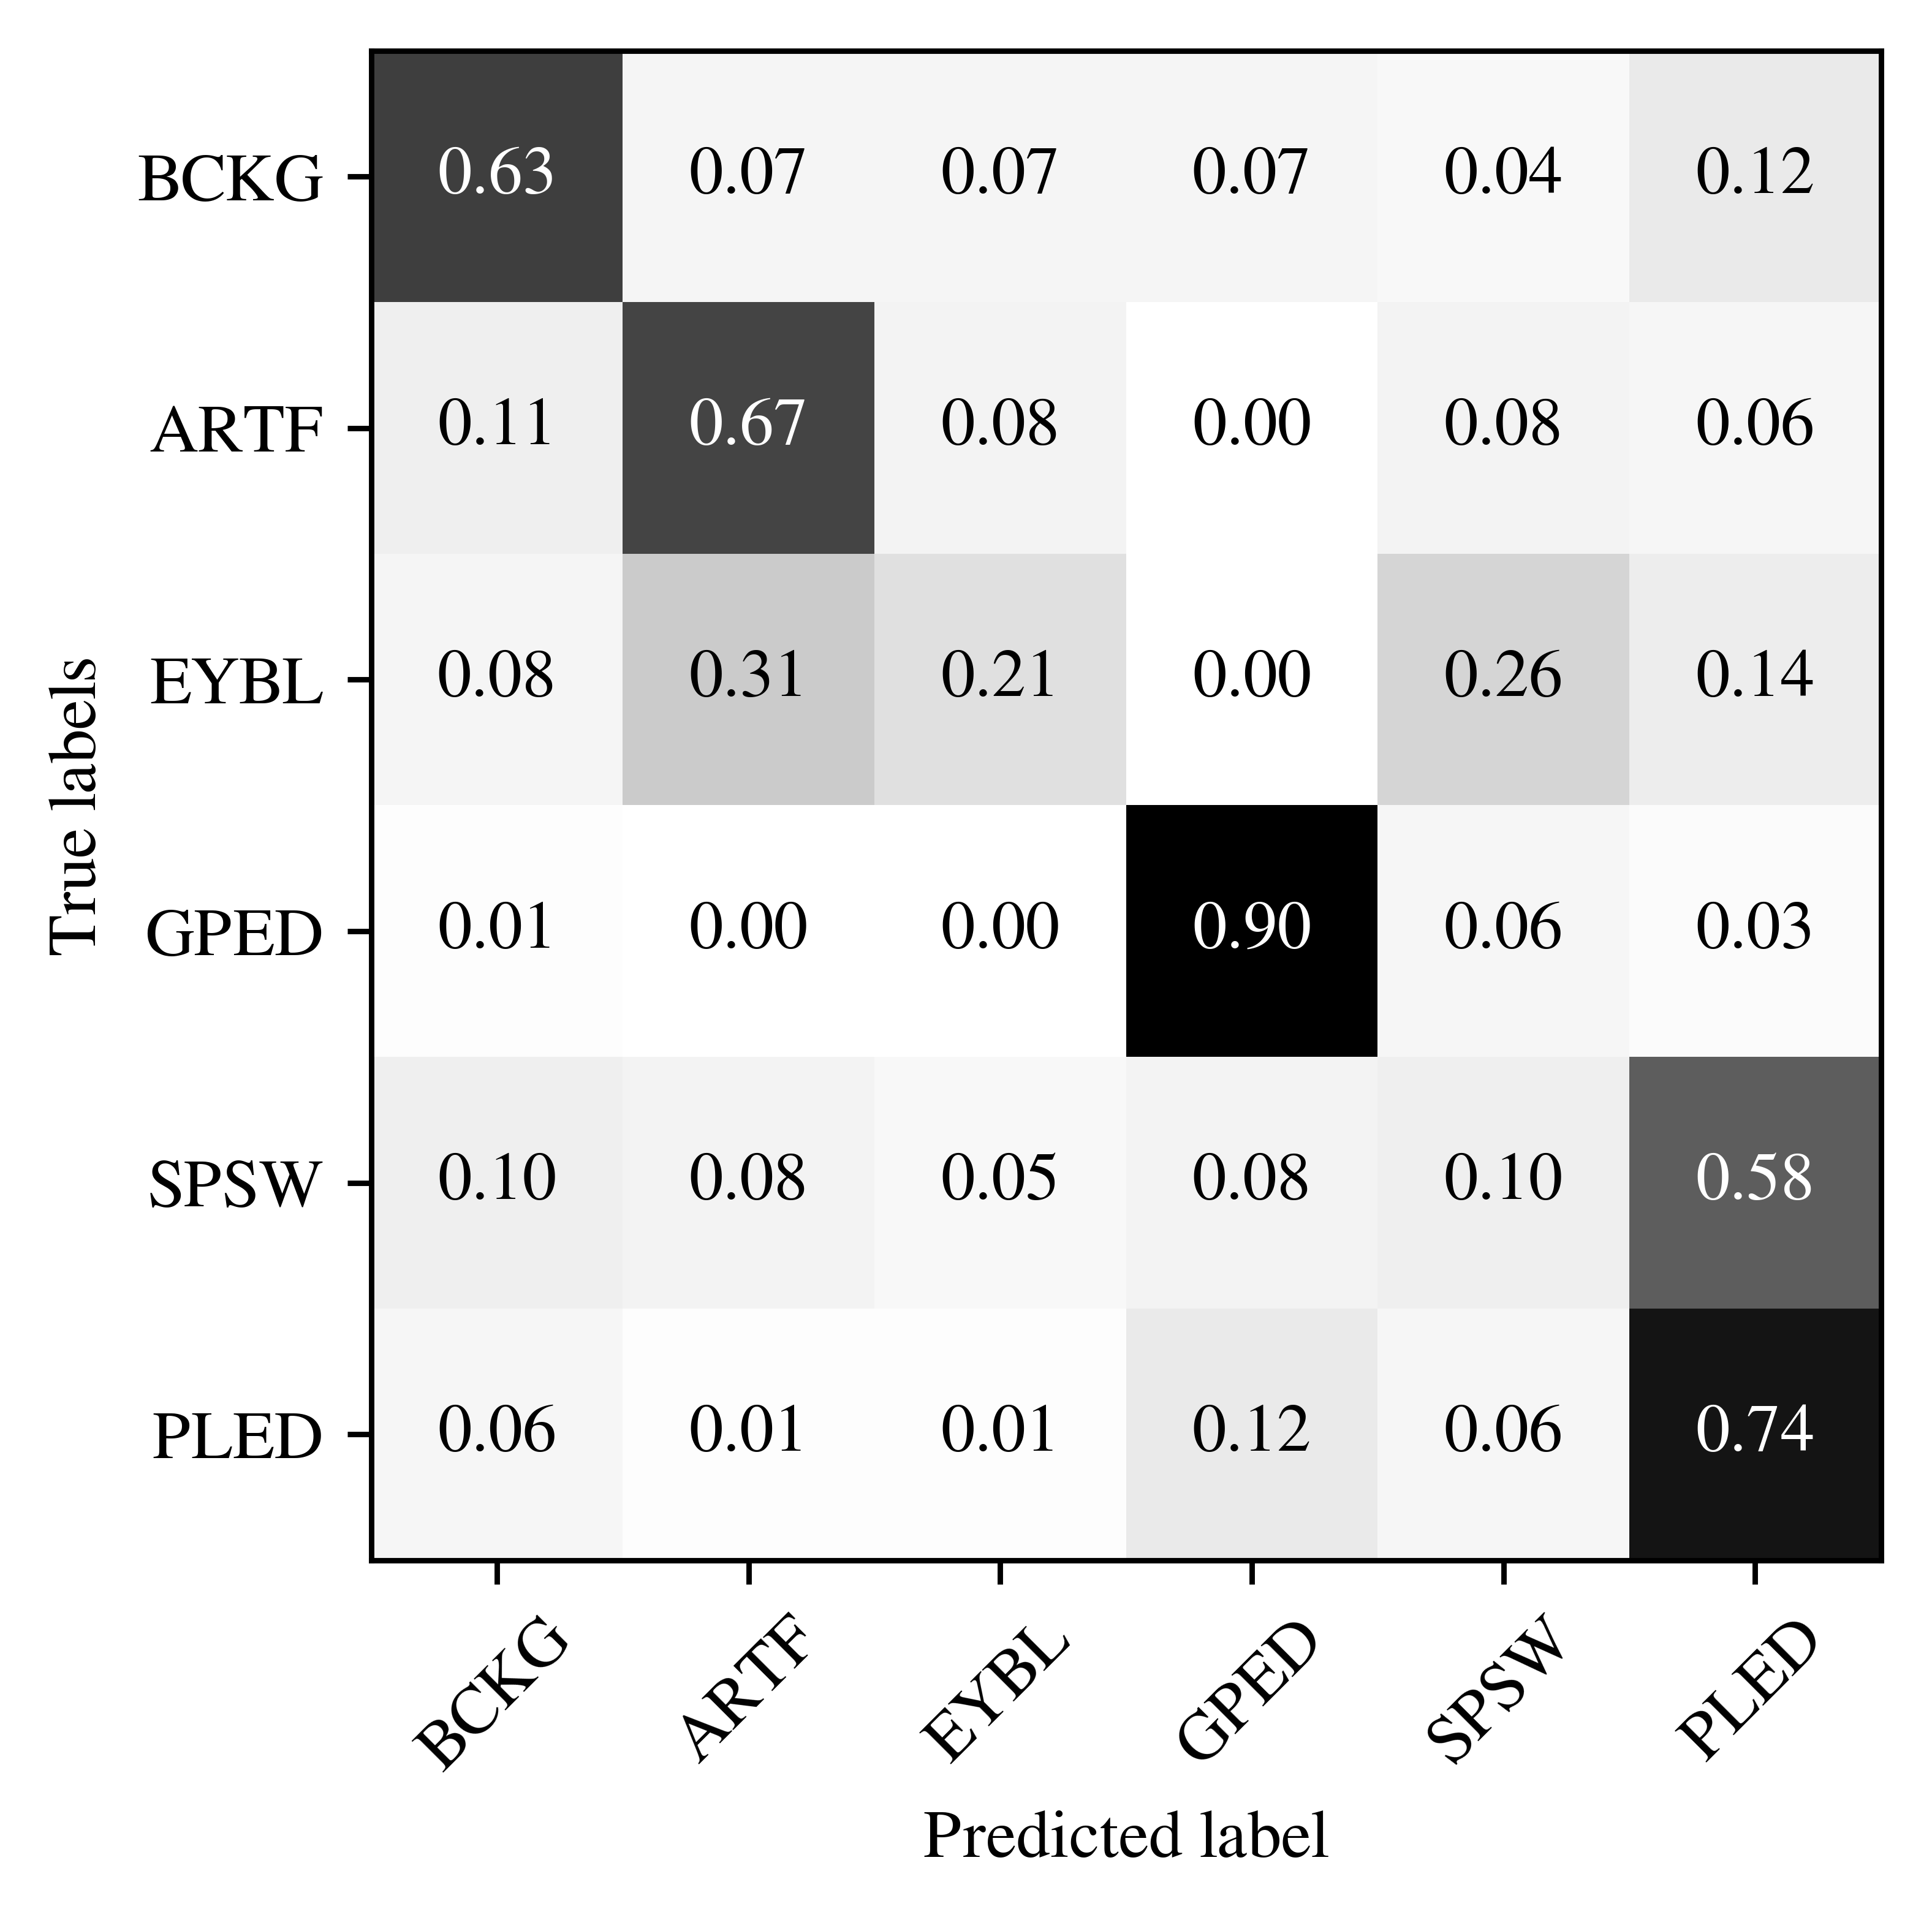 BCKG 0.63 0.07 0.07 0.07 0.04 0.12
ARTF 0.11 0.67 0.08 0.00 0.08 0.06
EYBL 0.08 0.31 0.21 0.00 0.26 0.14
GPED 0.01 0.00 0.00 0.90 0.06 0.03
SPSW 0.10 0.08 0.05 0.08 0.10 0.58
PLED 0.06 0.01 0.01 0.12 0.06 0.74
True labels
BCKG ARTF EYBL GPED SPSW PLED
Predicted label